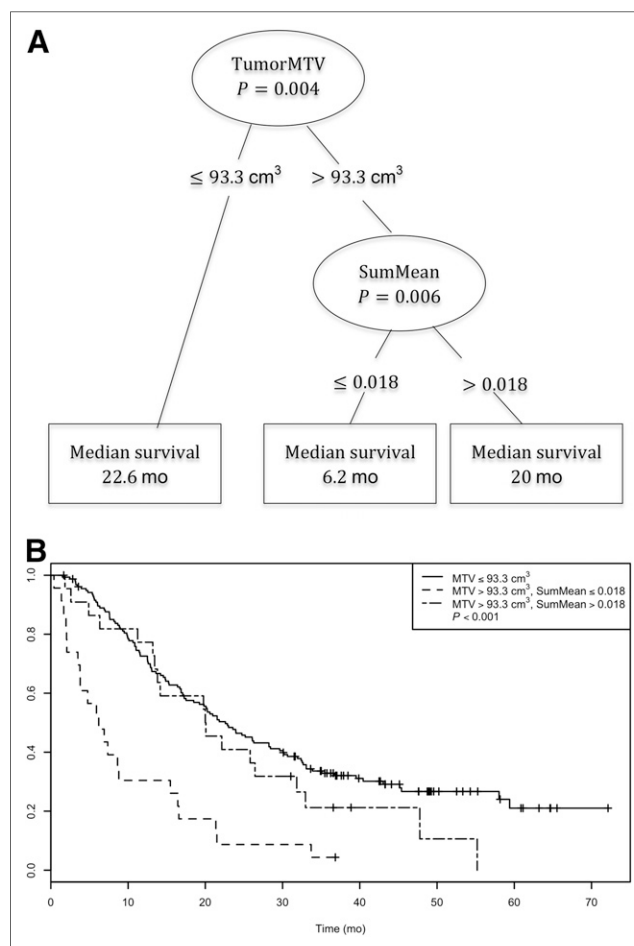 A
TumorMTV
P = 0.004
≤ 93.3 cm³
> 93.3 cm³
SumMean
P = 0.006
≤ 0.018
> 0.018
Median survival
22.6 mo
Median survival
6.2 mo
Median survival
20 mo
B
MTV ≤ 93.3 cm³
MTV > 93.3 cm³, SumMean ≤ 0.018
MTV > 93.3 cm³, SumMean > 0.018
P < 0.001
1.0
0.8
0.6
0.4
0.2
0.0
0 10 20 30 40 50 60 70
Time (mo)